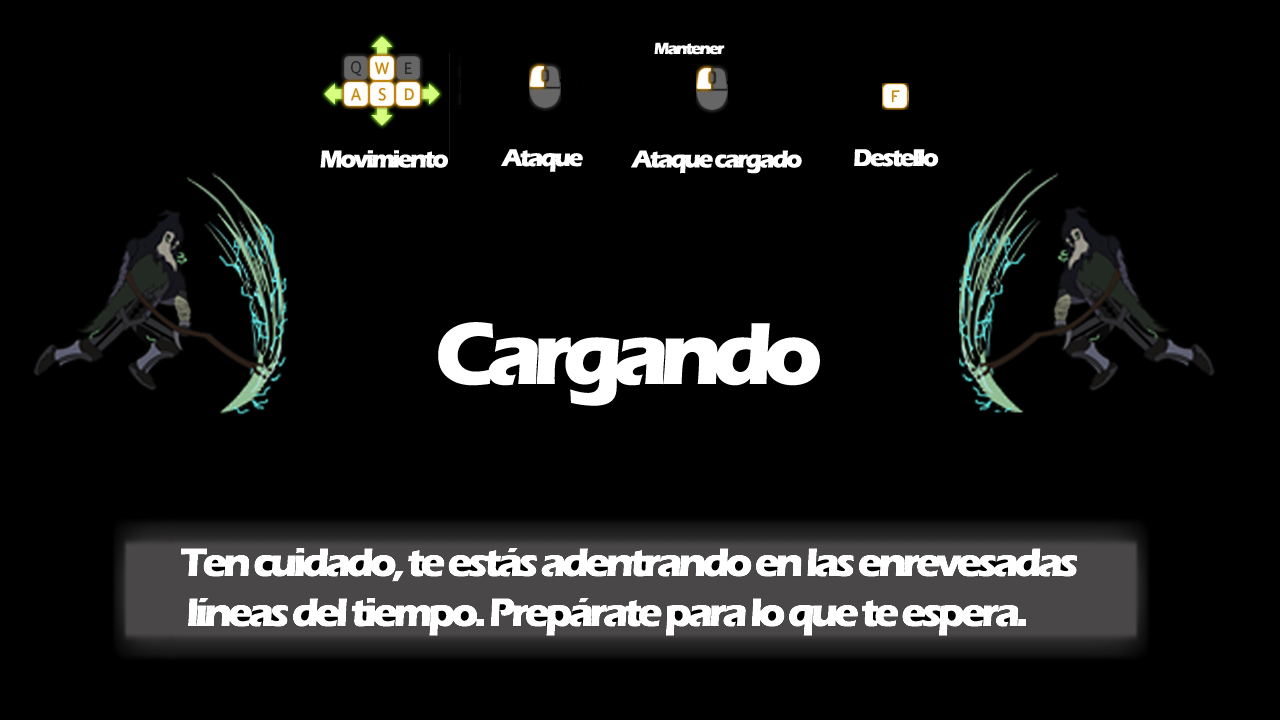 Mantener
Q W E
A S D
F
Movimiento Ataque Ataque cargado Destello
Cargando
Ten cuidado, te estás adentrando en las enrevesadas
líneas del tiempo. Prepárate para lo que te espera.